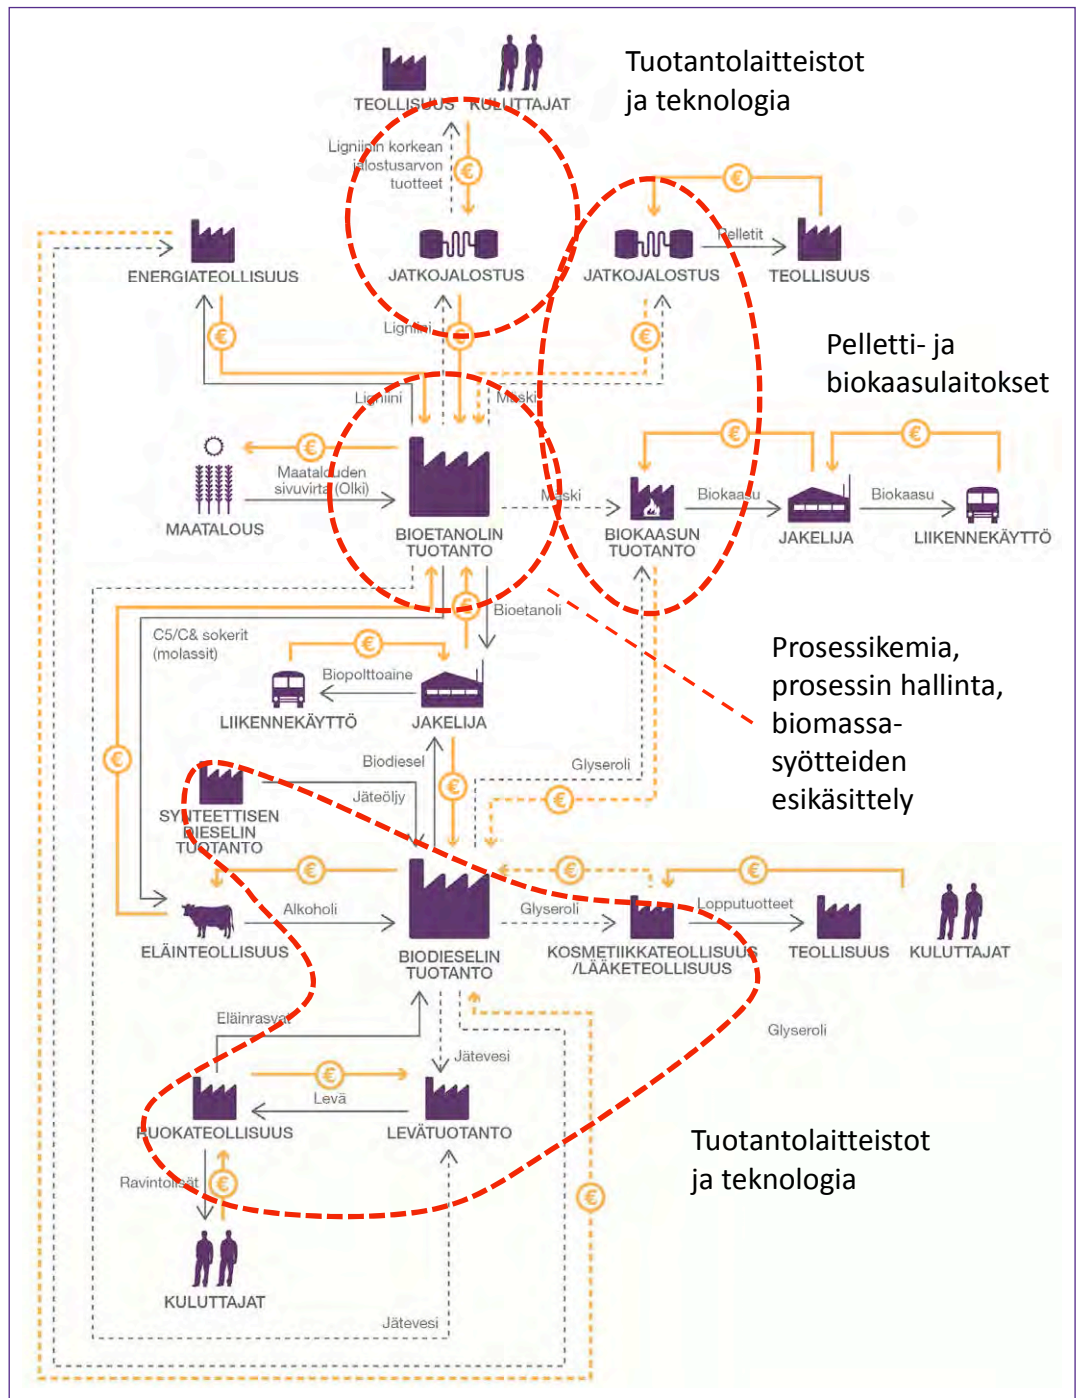 Tuotantolaitteistot
ja teknologia
TEOLLISUUS
KULUTTAJAT
Ligniinin korkean
jalostusarvon
tuotteet
€
€
€
Pelletit
ENERGIATEOLLISUUS
JATKOJALOSTUS
JATKOJALOSTUS
TEOLLISUUS
€
Ligniini
€
€
Pelletti- ja
biokaasulaitokset
Ligniini
Mäski
€
€
€
Maatalouden
sivuvirta (Olki)
Mäski
Biokaasu
Biokaasu
MAATALOUS
BIOETANOLIN
TUOTANTO
BIOKAASUN
TUOTANTO
JAKELIJA
LIIKENNEKÄYTTÖ
€
€
Bioetanoli
C5/C& sokerit
(molassit)
€
Biopolttoaine
LIIKENNEKÄYTTÖ
JAKELIJA
Prosessikemia,
prosessin hallinta,
biomassa-
syötteiden
esikäsittely
€
Biodiesel
€
Glyseroli
Jäteöljy
€
SYNTEETTISEN
DIESELIN
TUOTANTO
€
€
€
Alkoholi
Glyseroli
Lopputuotteet
ELÄINTEOLLISUUS
BIODIESELIN
TUOTANTO
KOSMETIIKKATEOLLISUUS
/LÄÄKETEOLLISUUS
TEOLLISUUS
KULUTTAJAT
Eläinrasvat
Glyseroli
Jätevesi
€
Levä
RUOKATEOLLISUUS
LEVÄTUOTANTO
Tuotantolaitteistot
ja teknologia
Ravintolisät
€
€
KULUTTAJAT
Jätevesi